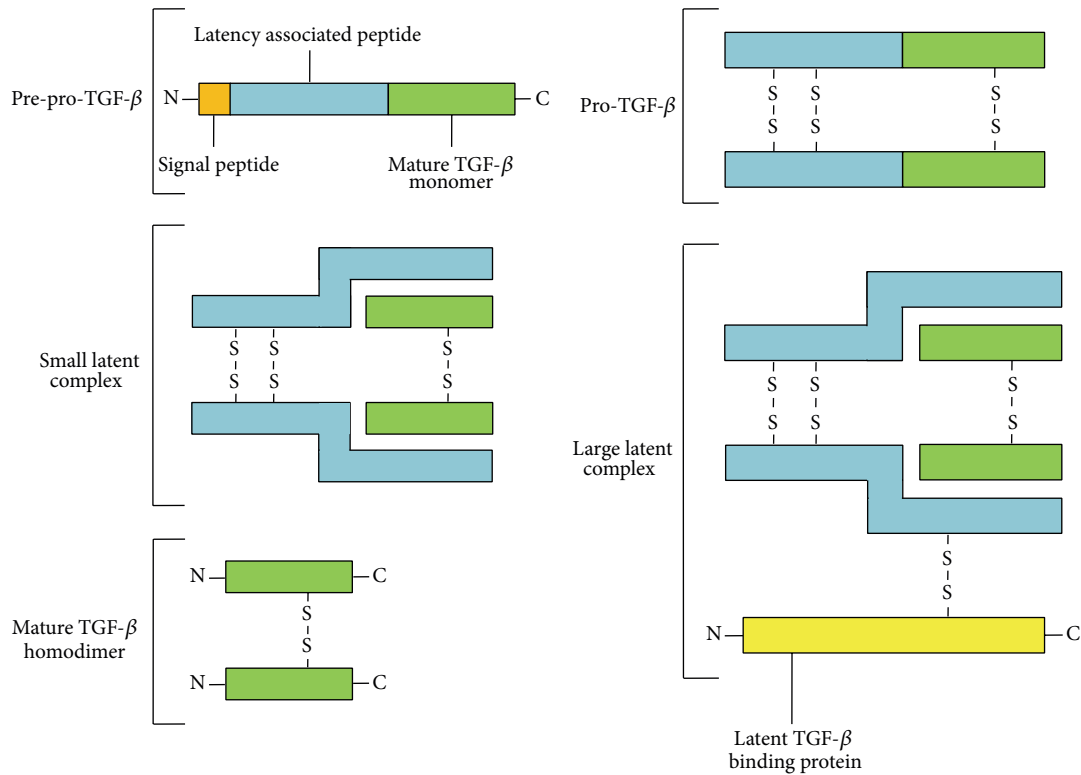 Latency associated peptide
Pre-pro-TGF-β
N
C
Signal peptide
Mature TGF-β
monomer
Pro-TGF-β
S S S
S S S
Small latent
complex
S S S
S S S
Large latent
complex
S S S
S S S
S
S
N
C
Latent TGF-β
binding protein
Mature TGF-β
homodimer
N
C
S
S
N
C